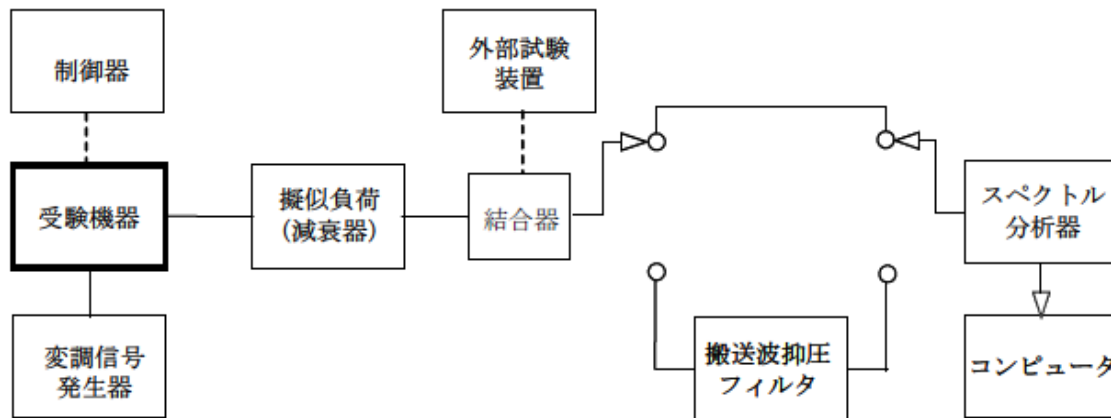 制御器
外部試験
装置
受験機器
擬似負荷
(減衰器)
結合器
スペクトル
分析器
変調信号
発生器
搬送波抑圧
フィルタ
コンピュータ